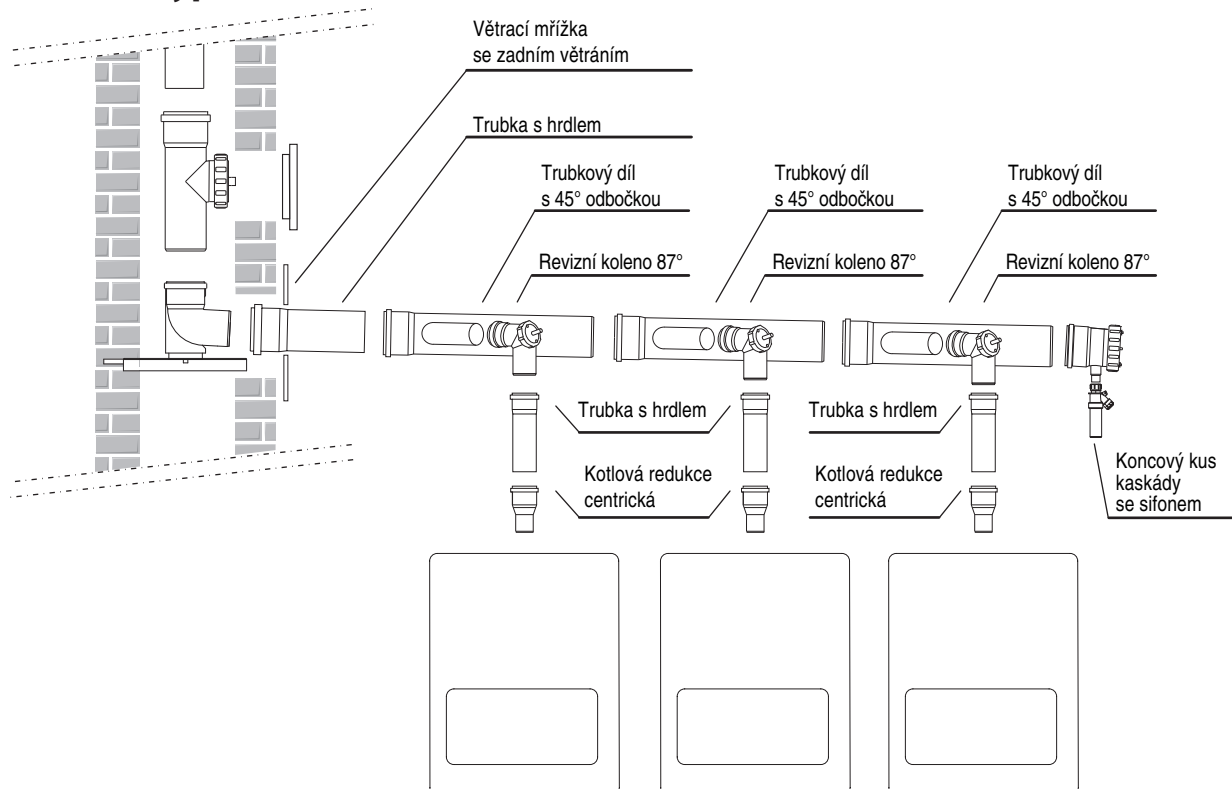 Větrací mřížka
se zadním větráním
Trubka s hrdlem
Trubkový díl
s 45° odbočkou
Trubkový díl
s 45° odbočkou
Trubkový díl
s 45° odbočkou
Revizní koleno 87°
Revizní koleno 87°
Revizní koleno 87°
Trubka s hrdlem
Trubka s hrdlem
Kotlová redukce
centrická
Kotlová redukce
centrická
Koncový kus
kaskády
se sifonem